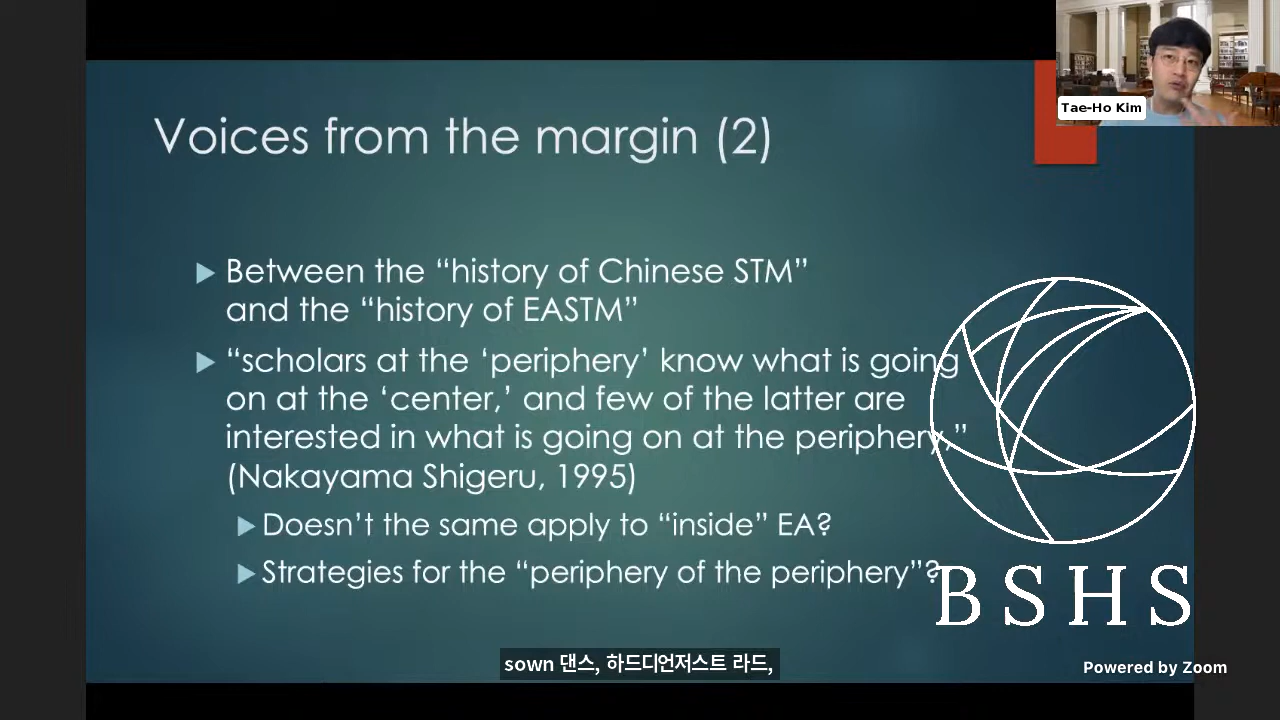 Tae-Ho Kim
Voices from the margin (2)
Between the “history of Chinese STM”
and the “history of EASTM”
“scholars at the ‘periphery’ know what is going
on at the ‘center,’ and few of the latter are
interested in what is going on at the periphery,”
(Nakayama Shigeru, 1995)
Doesn’t the same apply to “inside” EA?
Strategies for the “periphery of the periphery”?
BSHS
sown 댄스, 하드디언저스트 라드,
Powered by Zoom